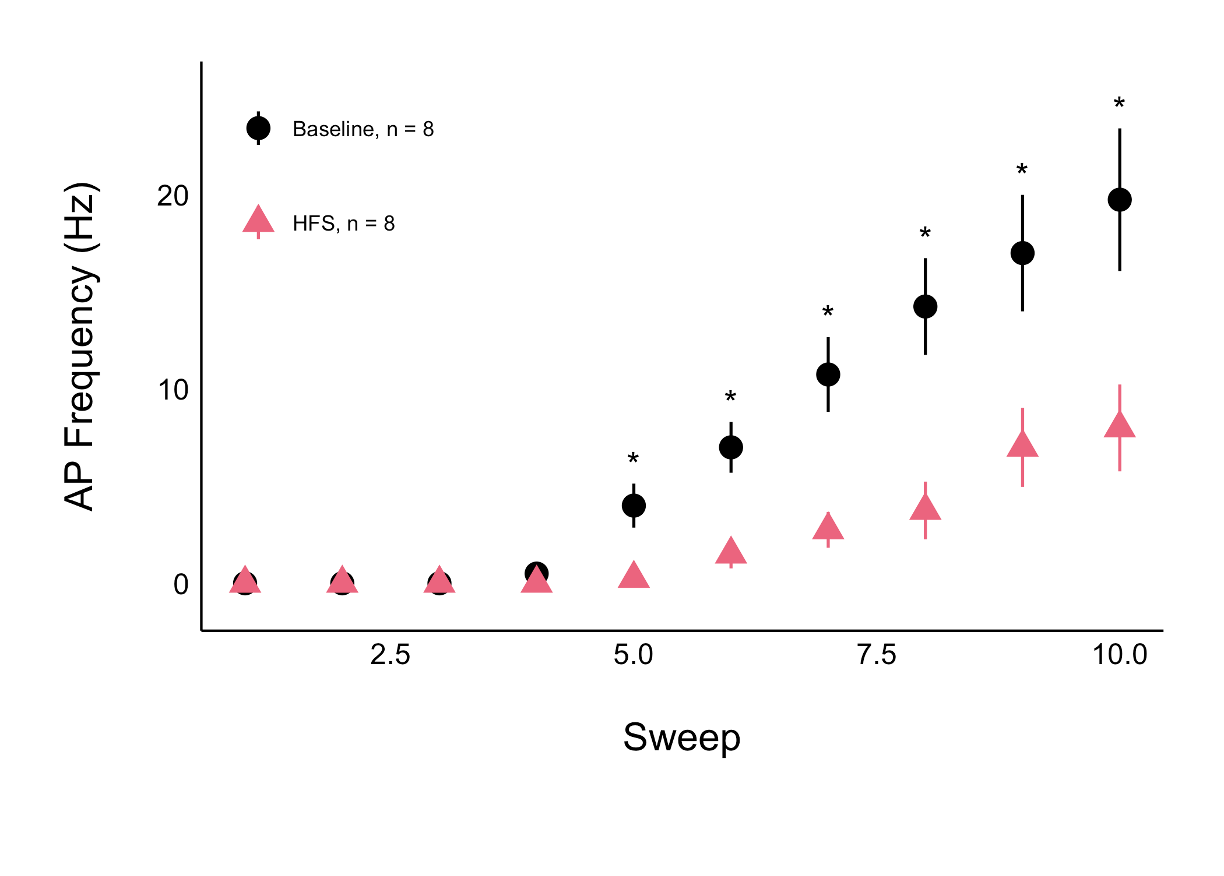 AP Frequency (Hz)
20
10
0
Baseline, n = 8
HFS, n = 8
*
*
*
*
*
*
2.5 5.0 7.5 10.0
Sweep